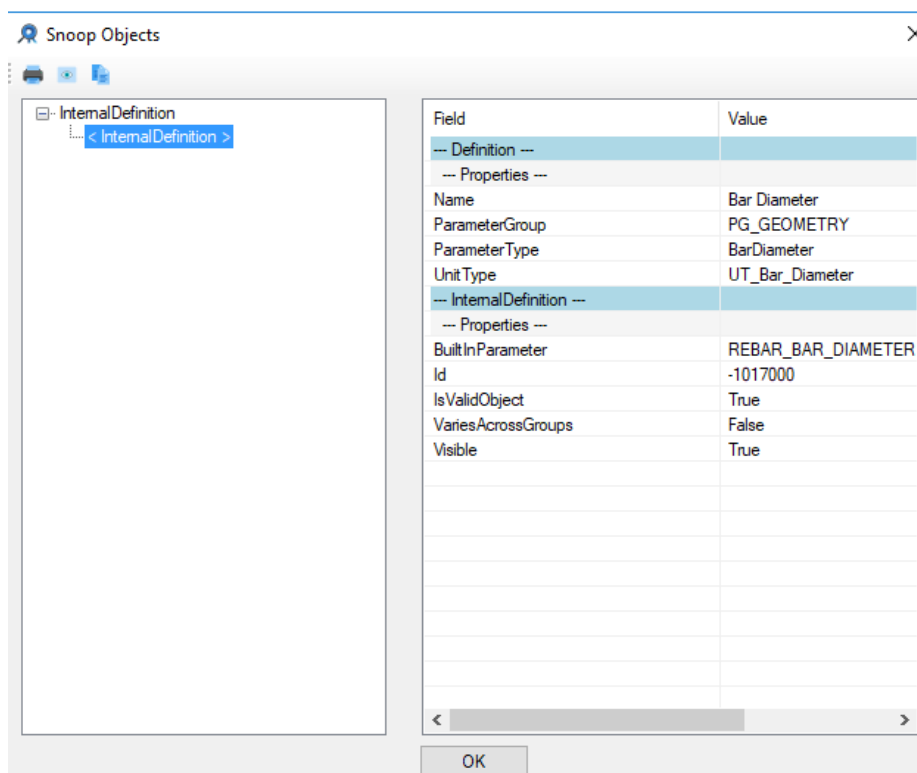 Snoop Objects
InternalDefinition
< InternalDefinition >
Field Value
--- Definition ---
--- Properties ---
Name Bar Diameter
ParameterGroup PG_GEOMETRY
ParameterType BarDiameter
UnitType UT_Bar_Diameter
--- InternalDefinition ---
--- Properties ---
BuiltInParameter REBAR_BAR_DIAMETER
Id -1017000
IsValidObject True
VariesAcrossGroups False
Visible True
OK